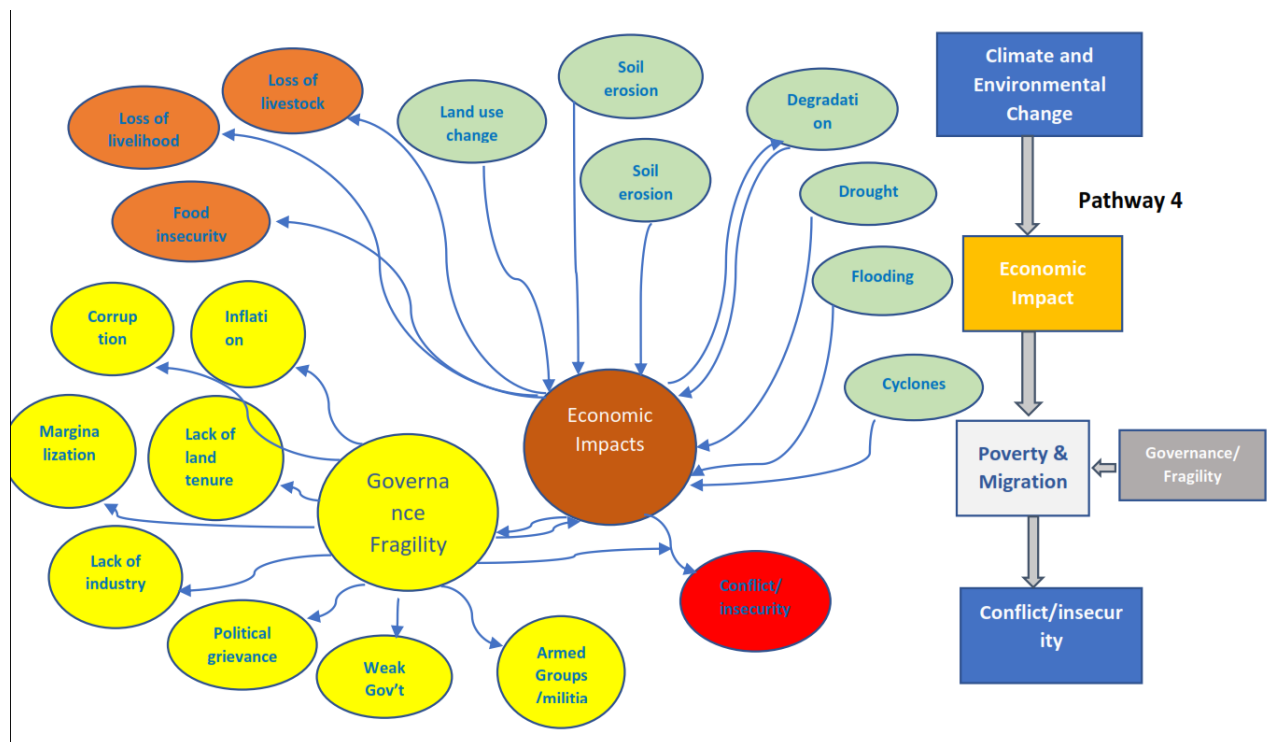 Loss of
livestock
Loss of
livelihood
Food
insecurity
Land use
change
Soil
erosion
Soil
erosion
Degradati
on
Drought
Flooding
Cyclones
Corrup
tion
Inflati
on
Margina
lization
Lack of
land
tenure
Lack of
industry
Political
grievance
Weak
Gov't
Armed
Groups
/militia
Governa
nce
Fragility
Economic
Impacts
Conflict/
insecurity
Climate and
Environmental
Change
Pathway 4
Economic
Impact
Poverty &
Migration
Governance/
Fragility
Conflict/insecur
ity